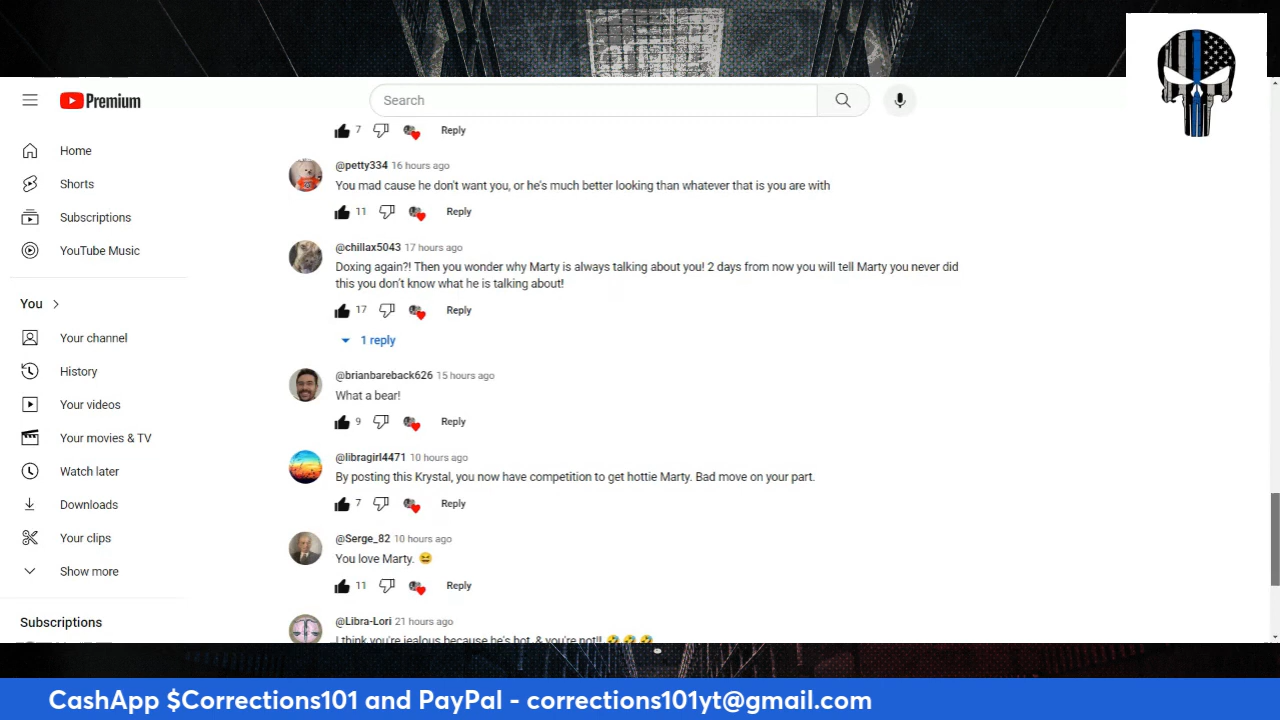 Premium
Search
Home
Shorts
Subscriptions
YouTube Music
You
Your channel
History
Your videos
Your movies & TV
Watch later
Downloads
Your clips
Show more
Subscriptions
7 Reply
@petty334 16 hours ago
You mad cause he don't want you, or he's much better looking than whatever that is you are with
11 Reply
@chillax5043 17 hours ago
Doxing again?! Then you wonder why Marty is always talking about you! 2 days from now you will tell Marty you never did
this you don't know what he is talking about!
17 Reply
1 reply
@brianbareback626 15 hours ago
What a bear!
9 Reply
@libragirl4471 10 hours ago
By posting this Krystal, you now have competition to get hottie Marty. Bad move on your part.
7 Reply
@Serge_82 10 hours ago
You love Marty. 😆
11 Reply
@Libra-Lori 21 hours ago
I think you're jealous because he's hot, & you're not!! 🤣🤣🤣
CashApp $Corrections101 and PayPal - corrections101yt@gmail.com